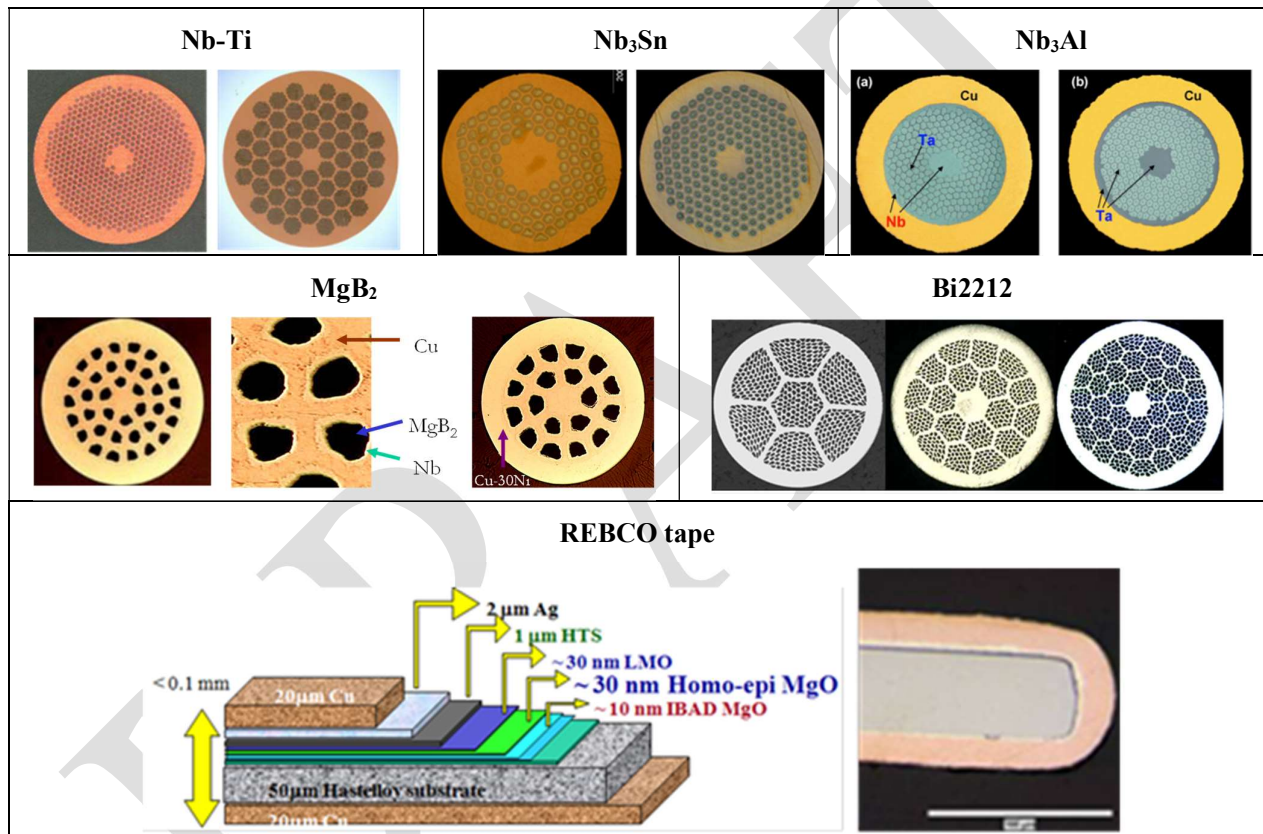 Nb-Ti
Nb₃Sn
Nb₃Al
(a)
Cu
Ta
Nb
(b)
Cu
Ta
MgB₂
Cu
MgB₂
Nb
Cu-30Ni
Bi2212
REBCO tape
2 μm Ag
1 μm HTS
~ 30 nm LMO
~ 30 nm Homo-epi MgO
~ 10 nm IBAD MgO
< 0.1 mm
20μm Cu
50μm Hastelloy substrate
20μm Cu
DRAFT